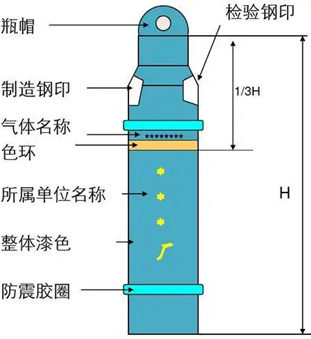 瓶帽
检验钢印
制造钢印
1/3H
气体名称
********
色环
所属单位名称
H
整体漆色
防震胶圈